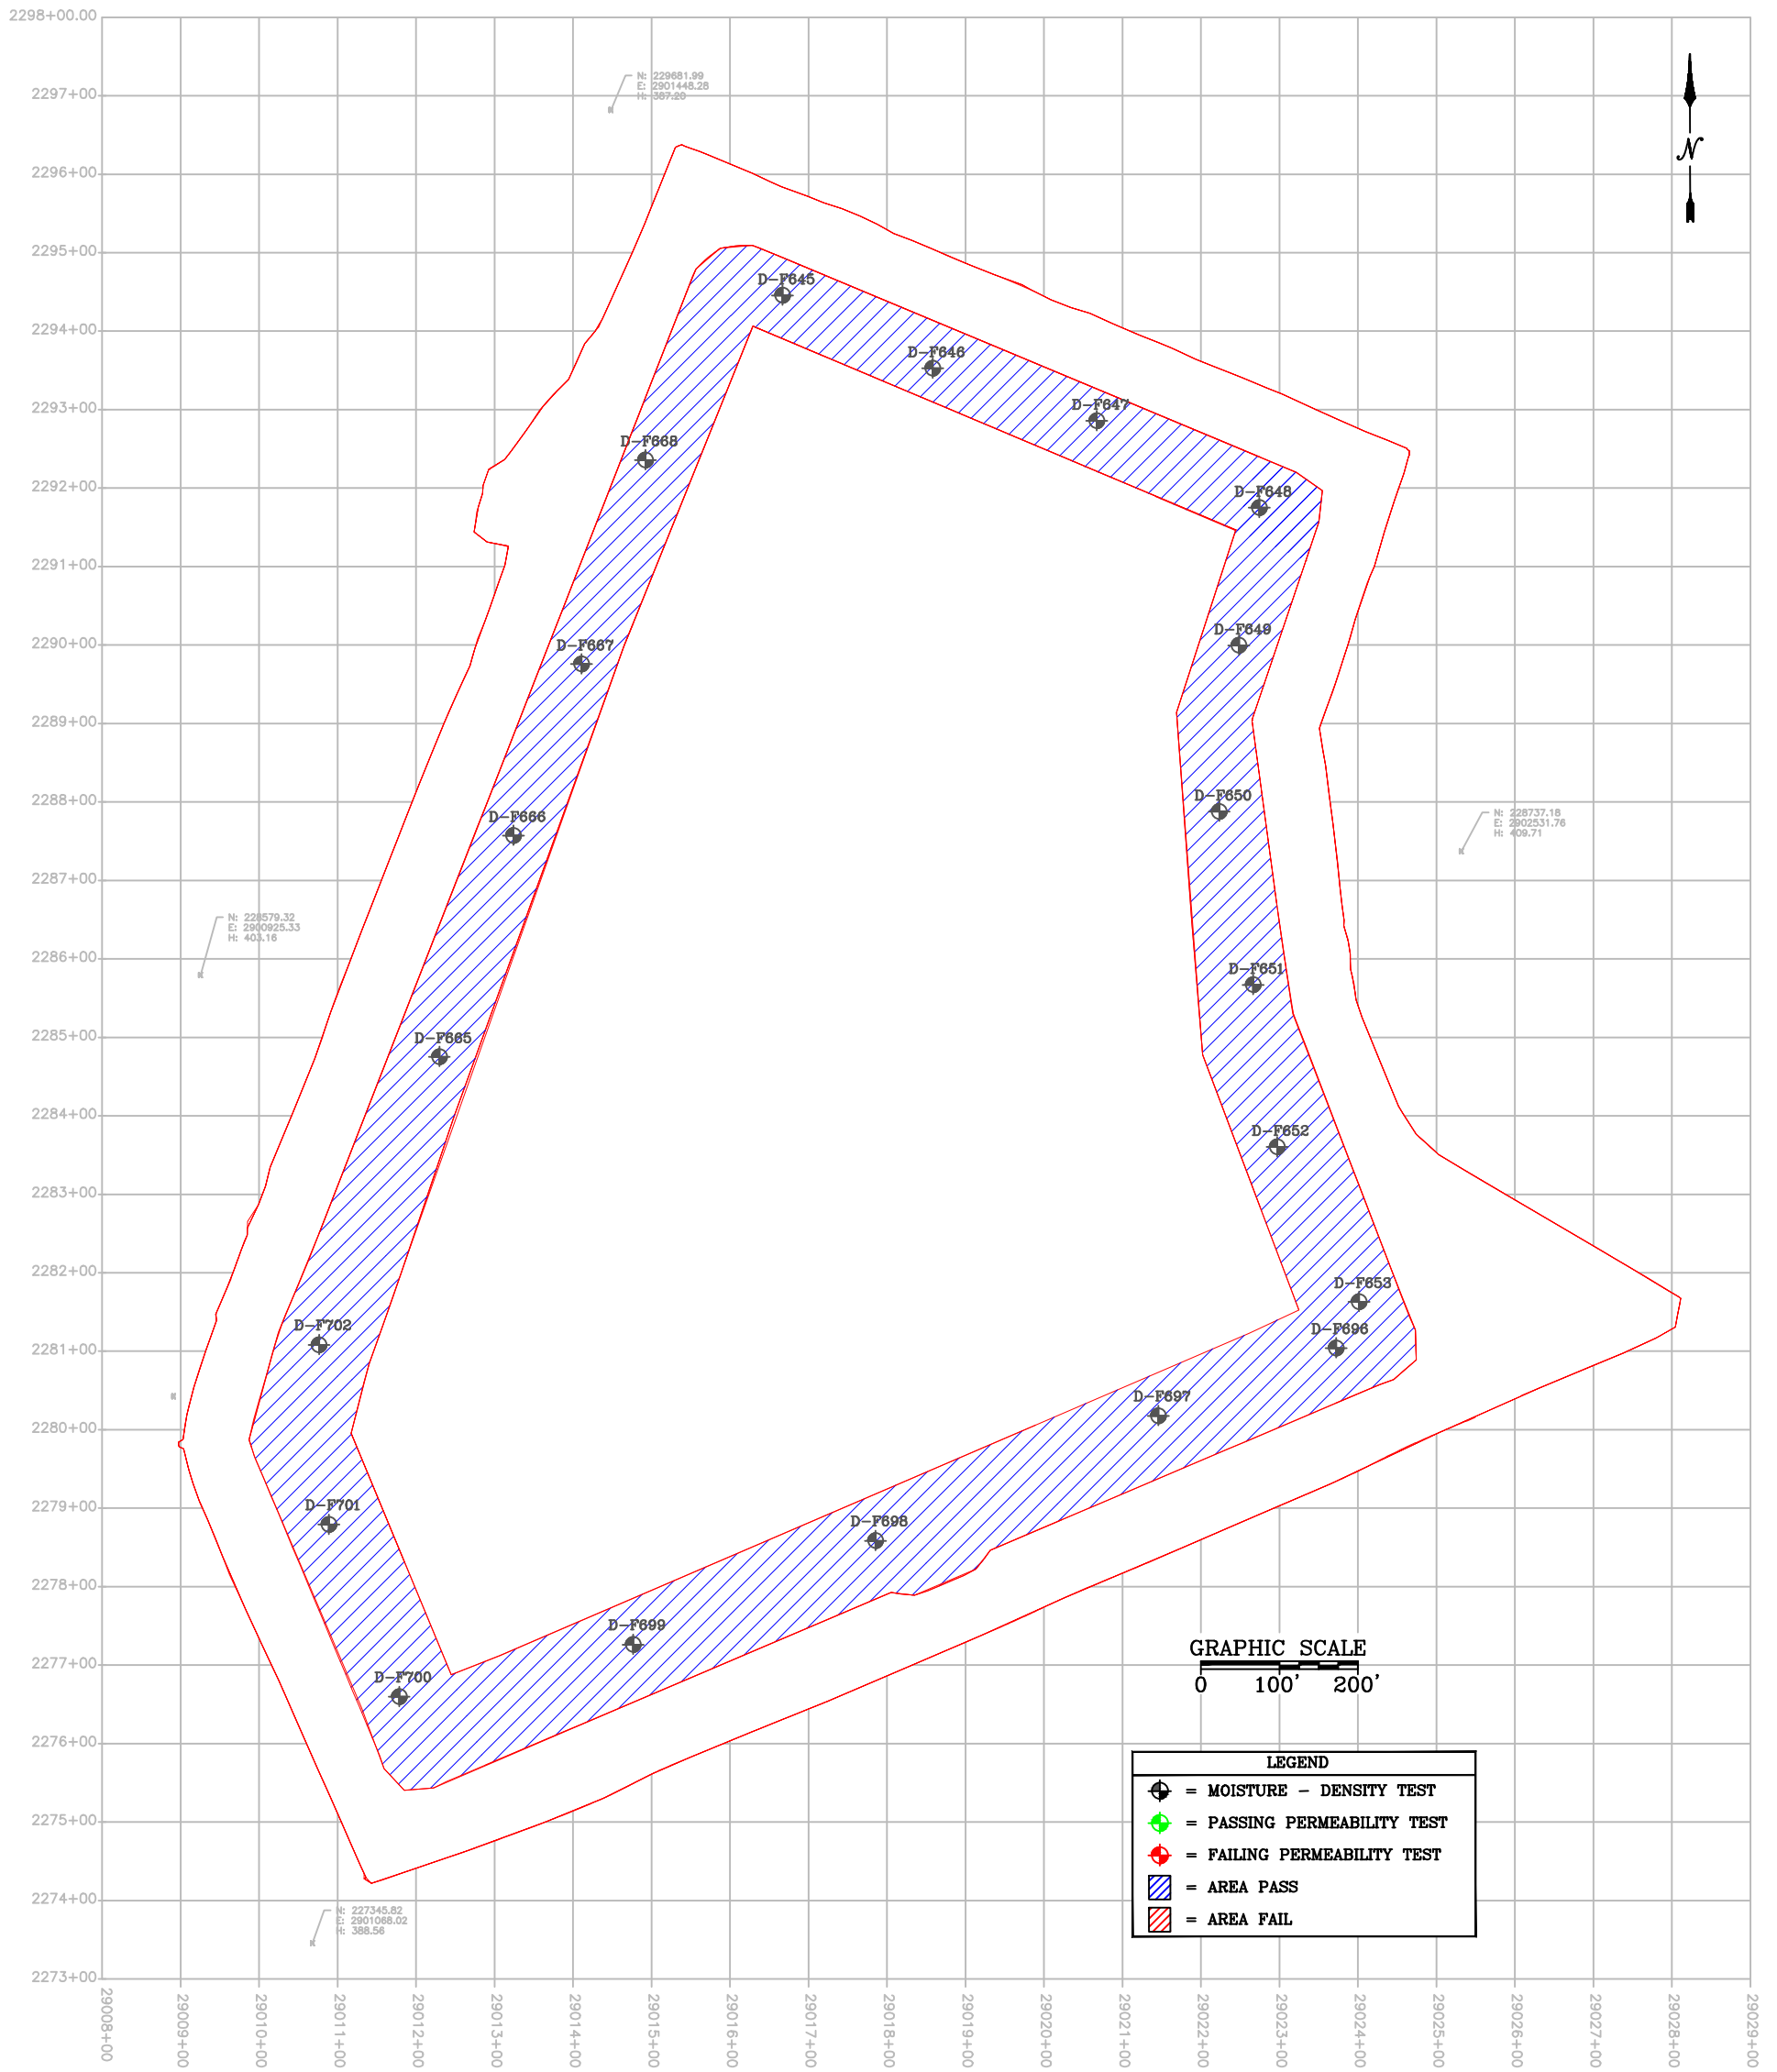 2298+00.00
N: 229681.99
E: 2901448.28
H: 387.20
2297+00
N
2296+00
2295+00
D-F645
2294+00
D-F646
2293+00
D-F647
D-F668
2292+00
D-F648
2291+00
2290+00
D-F649
D-F667
2289+00
2288+00
D-F650
N: 228737.18
E: 2902531.76
H: 409.71
D-F666
2287+00
N: 228579.32
E: 2900925.33
H: 403.16
2286+00
D-F651
2285+00
D-F665
2284+00
D-F652
2283+00
2282+00
D-F653
D-F702
D-F696
2281+00
D-F697
2280+00
2279+00
D-F701
D-F698
2278+00
D-F699
GRAPHIC SCALE
0 100' 200'
2277+00
D-F700
2276+00
LEGEND
= MOISTURE - DENSITY TEST
= PASSING PERMEABILITY TEST
= FAILING PERMEABILITY TEST
= AREA PASS
= AREA FAIL
2275+00
2274+00
N: 227345.82
E: 2901068.02
H: 388.56
2273+00
29008+00
29009+00
29010+00
29011+00
29012+00
29013+00
29014+00
29015+00
29016+00
29017+00
29018+00
29019+00
29020+00
29021+00
29022+00
29023+00
29024+00
29025+00
29026+00
29027+00
29028+00
29029+00